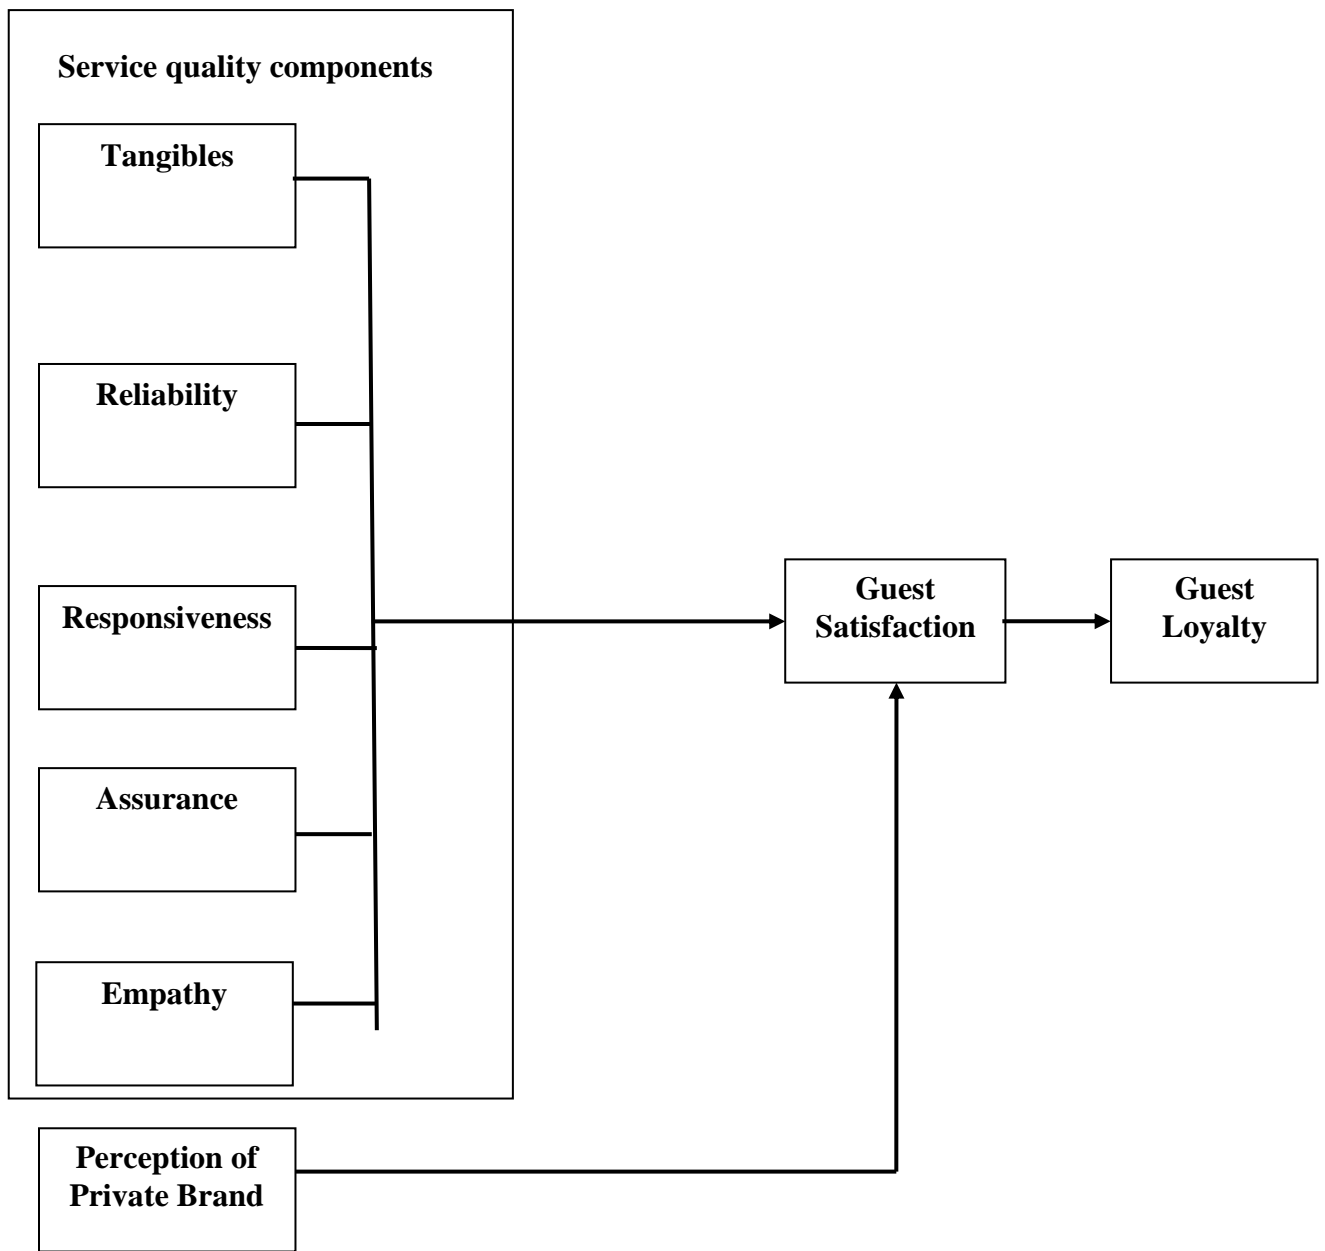 Service quality components
Tangibles
Reliability
Responsiveness
Assurance
Empathy
Perception of
Private Brand
Guest
Satisfaction
Guest
Loyalty